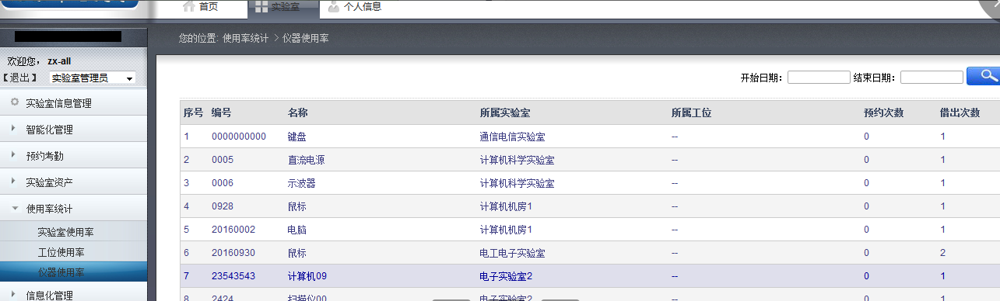 首页 实验室 个人信息
您的位置: 使用率统计 > 仪器使用率
欢迎您， zx-all
【退出】 实验室管理员
实验室信息管理
智能化管理
预约考勤
实验室资产
使用率统计
实验室使用率
工位使用率
仪器使用率
信息化管理
开始日期： 结束日期：
序号 编号 名称 所属实验室 所属工位 预约次数 借出次数
1 0000000000 键盘 通信电信实验室 -- 0 1
2 0005 直流电源 计算机科学实验室 -- 0 1
3 0006 示波器 计算机科学实验室 -- 0 1
4 0928 鼠标 计算机机房1 -- 0 1
5 20160002 电脑 计算机机房1 -- 0 1
6 20160930 鼠标 电工电子实验室 -- 0 2
7 23543543 计算机09 电子实验室2 -- 0 1
8 2424 扫描仪00 电子实验室2 -- 0 1